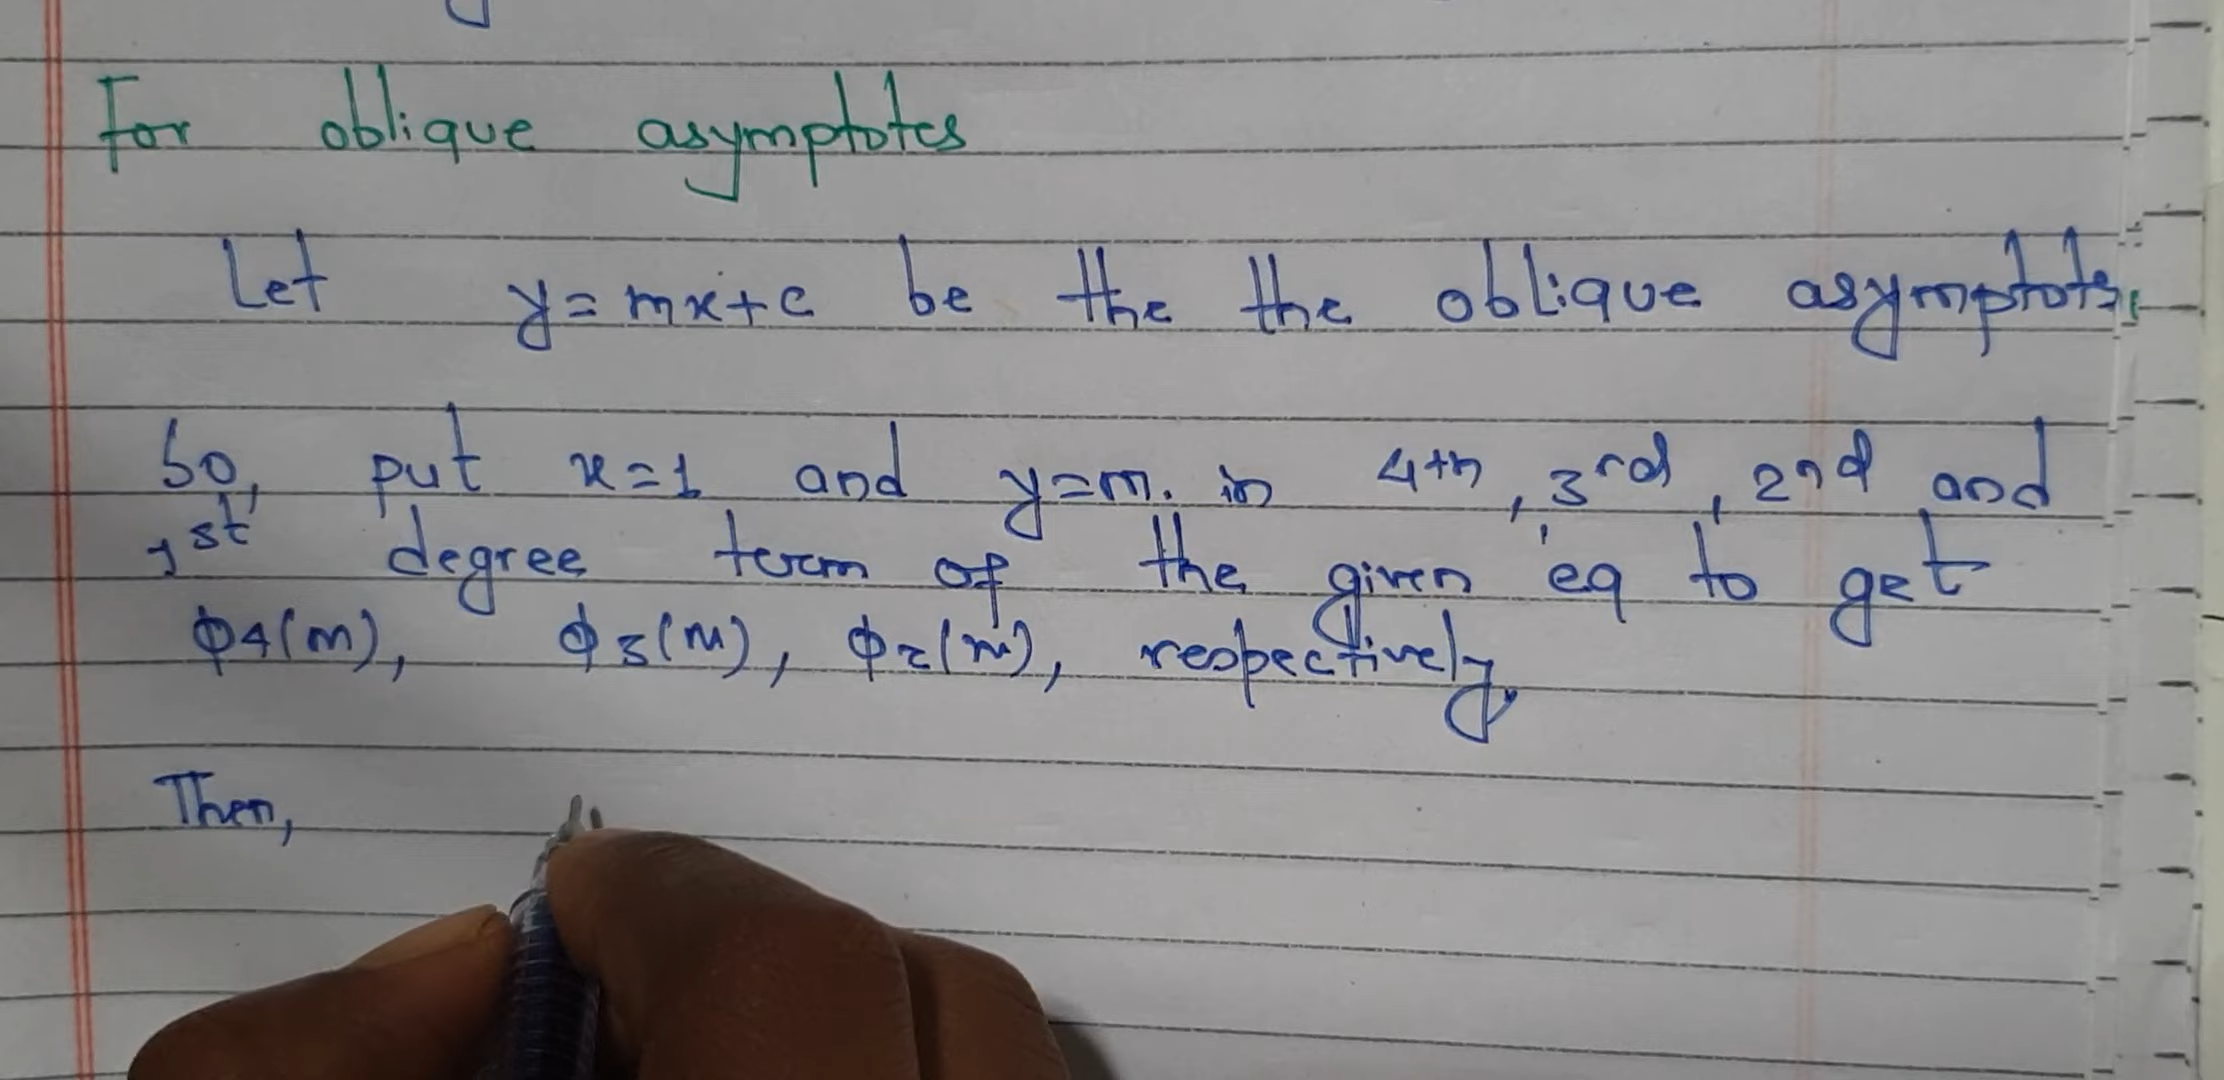 For oblique asymptotes
Let y=mx+c be the the oblique asymptots,
So, put x=1 and y=m. in 4th, 3rd, 2nd and
1st degree term of the given eq to get
φ4(m), φ3(m), φ2(m), respectively,
Then,